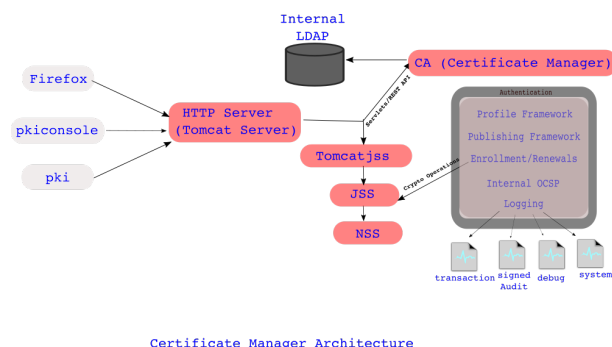 Internal
LDAP
CA (Certificate Manager)
Firefox
Servlets/REST API
Authentication
HTTP Server
(Tomcat Server)
pkiconsole
Profile Framework
Publishing Framework
Tomcatjss
Enrollment/Renewals
pki
Crypto Operations
Internal OCSP
JSS
Logging
NSS
transaction
signed
Audit
debug
system
Certificate Manager Architecture